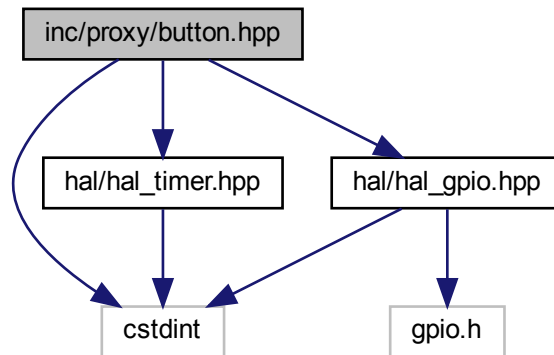 inc/proxy/button.hpp
hal/hal_timer.hpp
hal/hal_gpio.hpp
cstdint
gpio.h